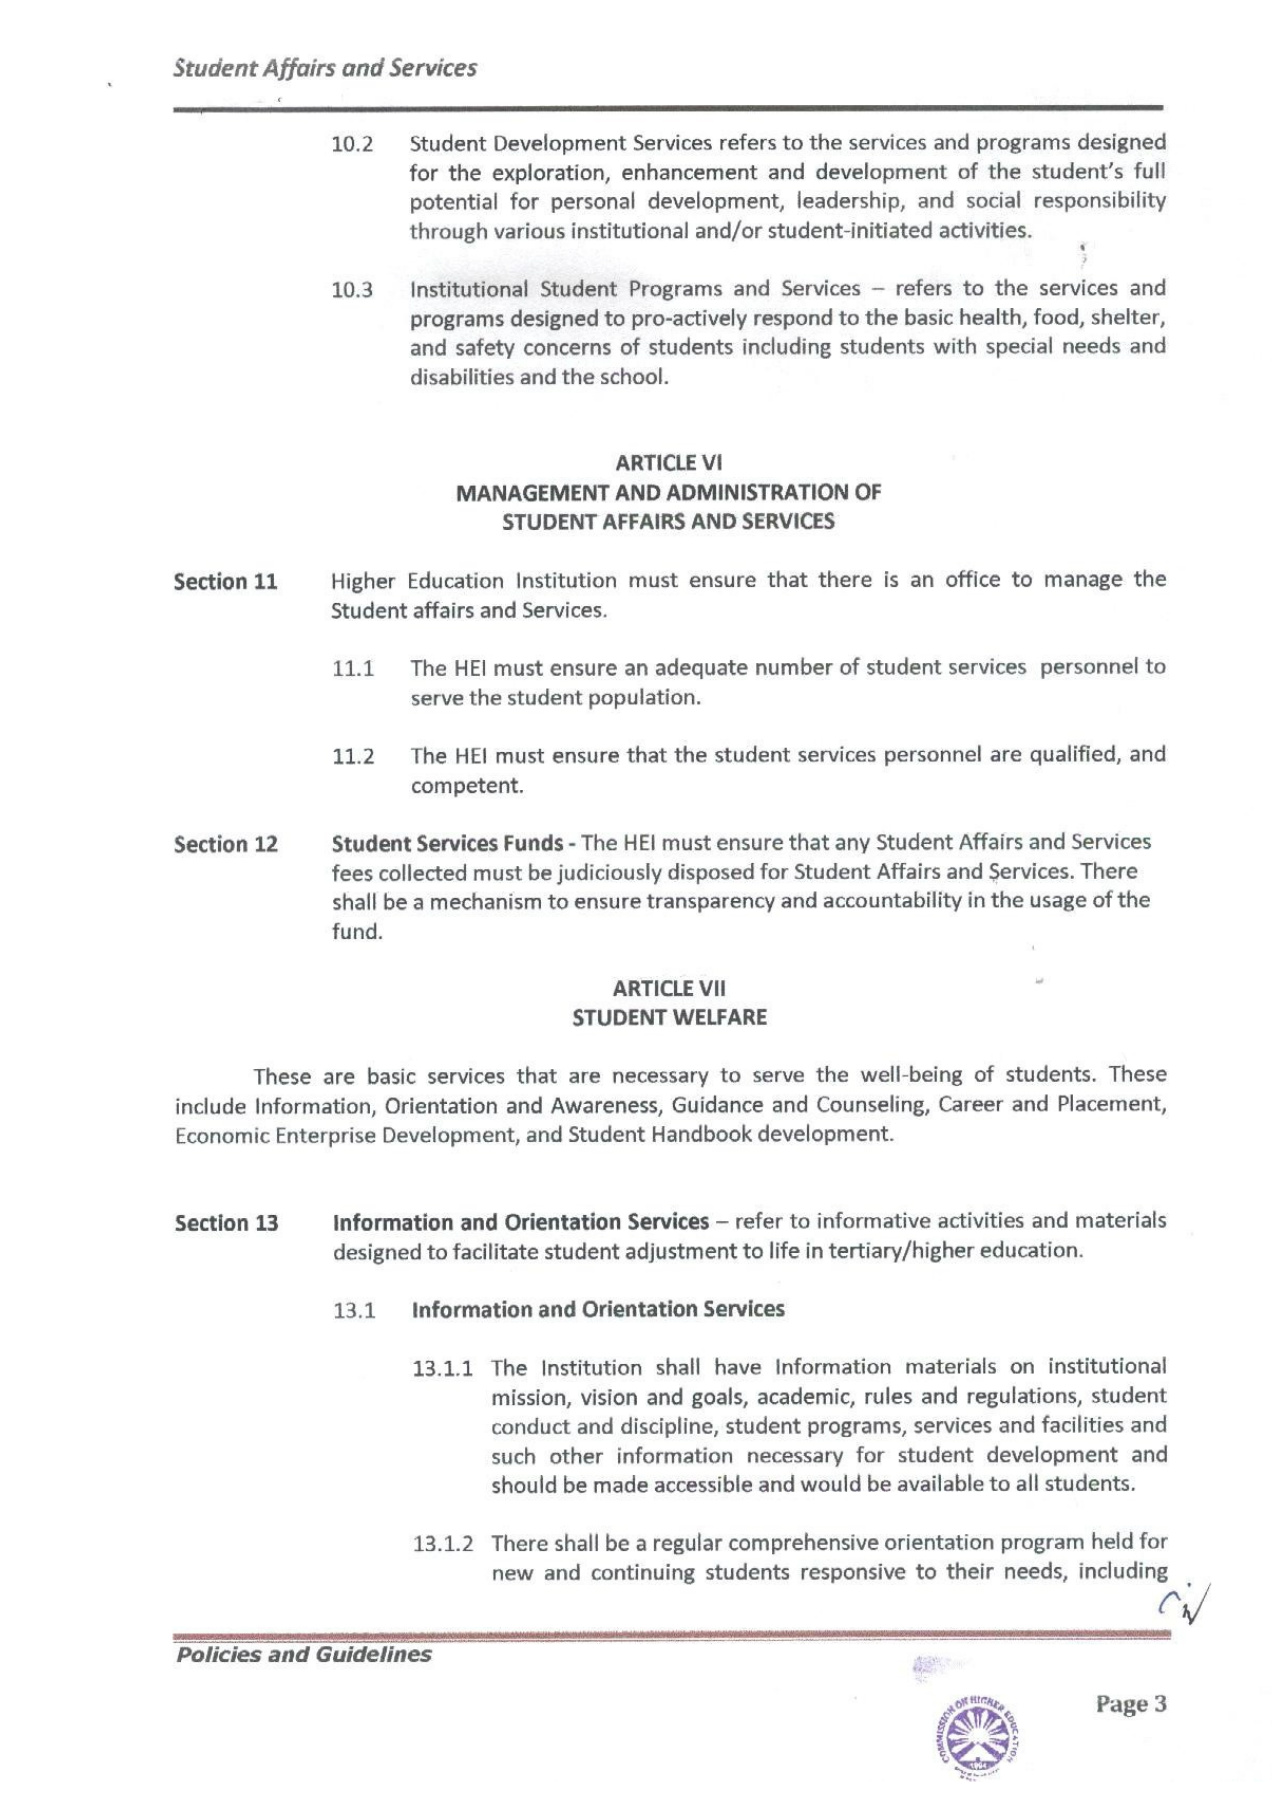 Student Affairs and Services
10.2 Student Development Services refers to the services and programs designed
for the exploration, enhancement and development of the student's full
potential for personal development, leadership, and social responsibility
through various institutional and/or student-initiated activities.
10.3 Institutional Student Programs and Services – refers to the services and
programs designed to pro-actively respond to the basic health, food, shelter,
and safety concerns of students including students with special needs and
disabilities and the school.
ARTICLE VI
MANAGEMENT AND ADMINISTRATION OF
STUDENT AFFAIRS AND SERVICES
Section 11 Higher Education Institution must ensure that there is an office to manage the
Student affairs and Services.
11.1 The HEI must ensure an adequate number of student services personnel to
serve the student population.
11.2 The HEI must ensure that the student services personnel are qualified, and
competent.
Section 12 Student Services Funds - The HEI must ensure that any Student Affairs and Services
fees collected must be judiciously disposed for Student Affairs and Services. There
shall be a mechanism to ensure transparency and accountability in the usage of the
fund.
ARTICLE VII
STUDENT WELFARE
These are basic services that are necessary to serve the well-being of students. These
include Information, Orientation and Awareness, Guidance and Counseling, Career and Placement,
Economic Enterprise Development, and Student Handbook development.
Section 13 Information and Orientation Services – refer to informative activities and materials
designed to facilitate student adjustment to life in tertiary/higher education.
13.1 Information and Orientation Services
13.1.1 The Institution shall have Information materials on institutional
mission, vision and goals, academic, rules and regulations, student
conduct and discipline, student programs, services and facilities and
such other information necessary for student development and
should be made accessible and would be available to all students.
13.1.2 There shall be a regular comprehensive orientation program held for
new and continuing students responsive to their needs, including
Policies and Guidelines
Page 3
COMMISSION ON HIGHER EDUCATION